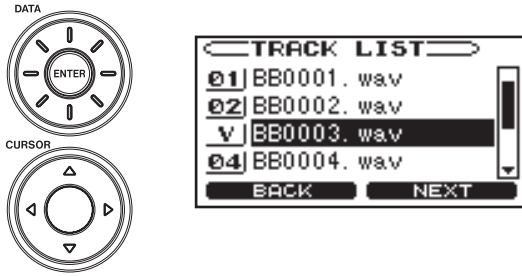 DATA
ENTER
CURSOR
TRACK LIST
01 BB0001. wav
02 BB0002. wav
V BB0003. wav
04 BB0004. wav
BACK NEXT